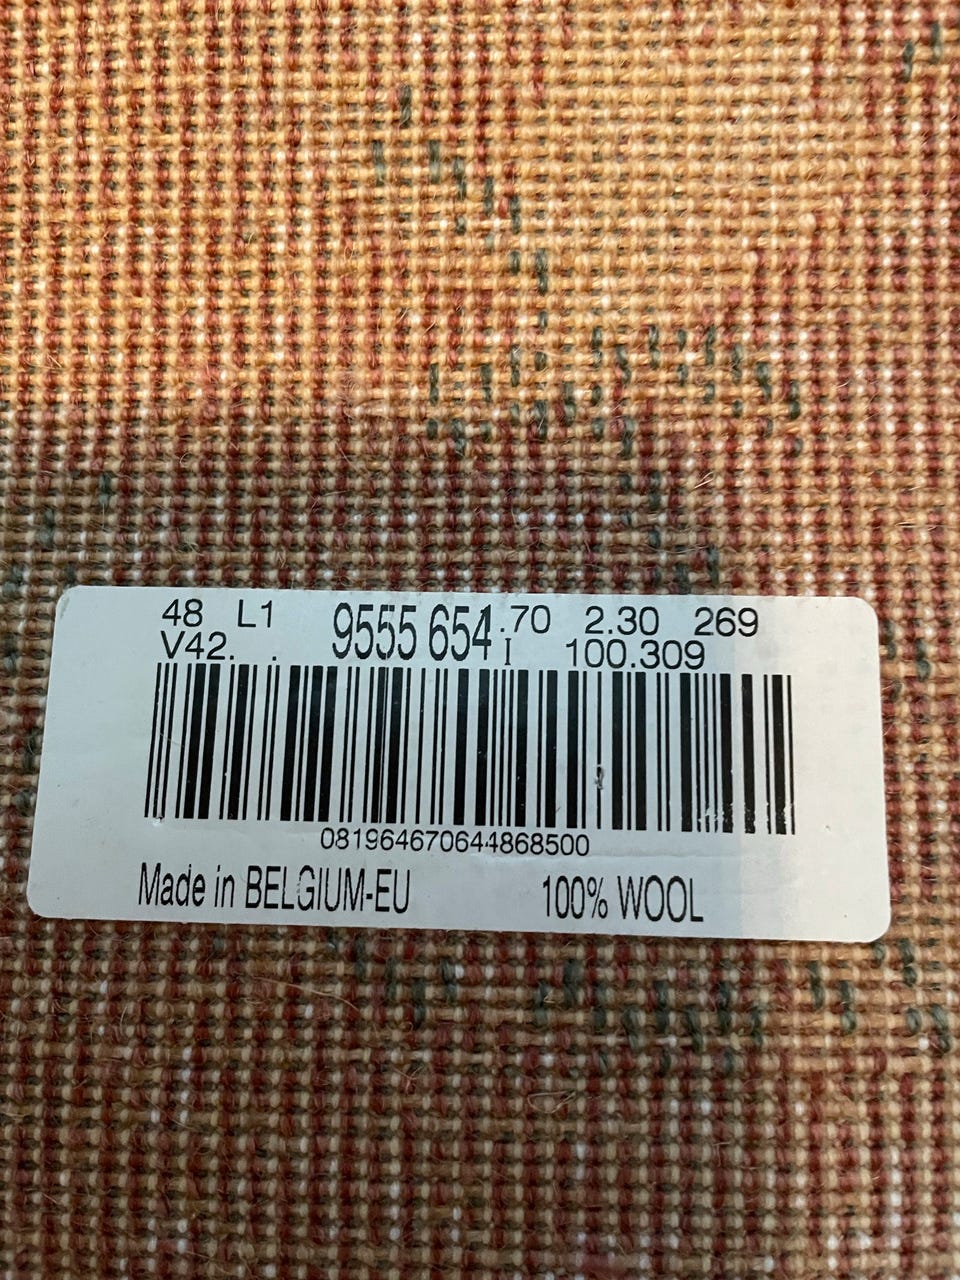 48 L1 9555 654 .70 2.30 269
V42. . I 100.309
081964670644868500
Made in BELGIUM-EU 100% WOOL